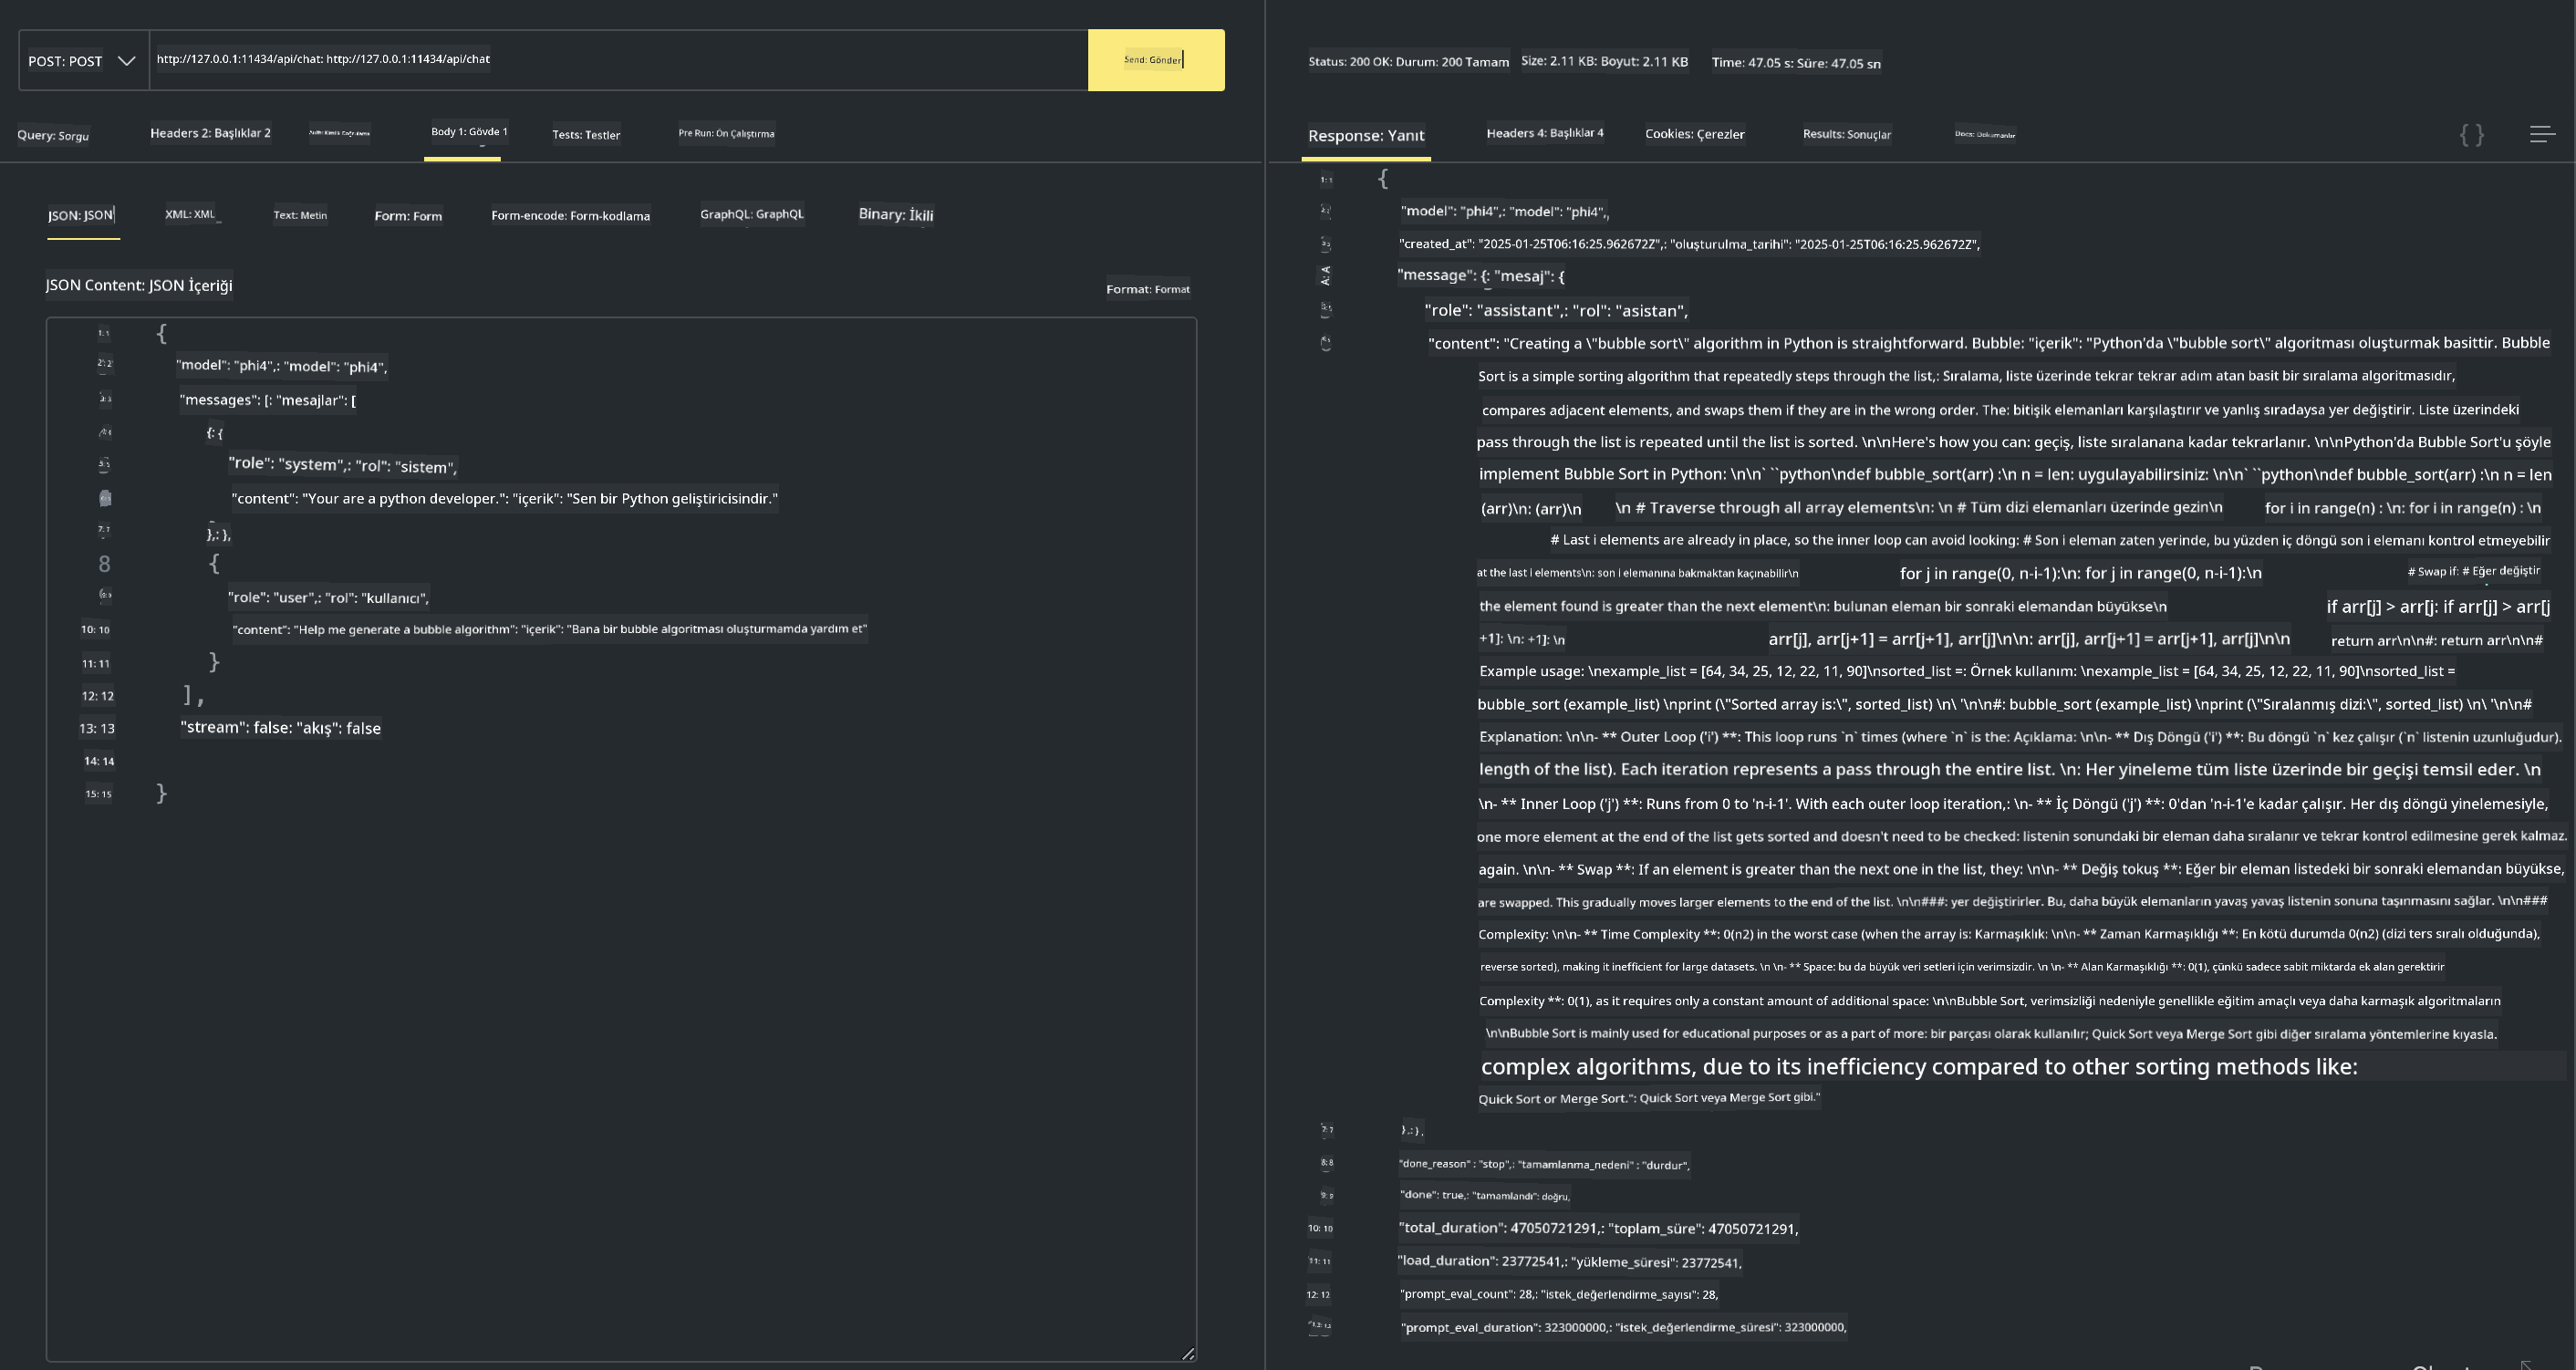 POST: POST
http://127.0.0.1:11434/api/chat: http://127.0.0.1:11434/api/chat
Send: Gönder
Query: Sorgu Headers 2: Başlıklar 2 Body 1: Gövde 1 Tests: Testler Pre Run: Ön Çalıştırma
JSON: JSON XML: XML Text: Metin Form: Form Form-encode: Form-kodlama GraphQL: GraphQL Binary: İkili
JSON Content: JSON İçeriği Format: Format
1: 1 {
2: 2 "model": "phi4",: "model": "phi4",
3: 3 "messages": [: "mesajlar": [
{: {
5: 5 "role": "system",: "rol": "sistem",
"content": "Your are a python developer.": "içerik": "Sen bir Python geliştiricisindir."
7: 7 },: },
8 {
9: 9 "role": "user",: "rol": "kullanıcı",
10: 10 "content": "Help me generate a bubble algorithm": "içerik": "Bana bir bubble algoritması oluşturmamda yardım et"
11: 11 }
12: 12 ],
13: 13 "stream": false: "akış": false
14: 14
15: 15 }
Status: 200 OK: Durum: 200 Tamam Size: 2.11 KB: Boyut: 2.11 KB Time: 47.05 s: Süre: 47.05 sn
Response: Yanıt Headers 4: Başlıklar 4 Cookies: Çerezler Results: Sonuçlar Docs: Dokümanlar { }
1: 1 {
"model": "phi4",: "model": "phi4",
"created_at": "2025-01-25T06:16:25.962672Z",: "oluşturulma_tarihi": "2025-01-25T06:16:25.962672Z",
A: A "message": {: "mesaj": {
"role": "assistant",: "rol": "asistan",
"content": "Creating a \"bubble sort\" algorithm in Python is straightforward. Bubble: "içerik": "Python'da \"bubble sort\" algoritması oluşturmak basittir. Bubble
Sort is a simple sorting algorithm that repeatedly steps through the list,: Sıralama, liste üzerinde tekrar tekrar adım atan basit bir sıralama algoritmasıdır,
compares adjacent elements, and swaps them if they are in the wrong order. The: bitişik elemanları karşılaştırır ve yanlış sıradaysa yer değiştirir. Liste üzerindeki
pass through the list is repeated until the list is sorted. \n\nHere's how you can: geçiş, liste sıralanana kadar tekrarlanır. \n\nPython'da Bubble Sort'u şöyle
implement Bubble Sort in Python: \n\n` ``python\ndef bubble_sort(arr) :\n n = len: uygulayabilirsiniz: \n\n` ``python\ndef bubble_sort(arr) :\n n = len
(arr)\n: (arr)\n \n # Traverse through all array elements\n: \n # Tüm dizi elemanları üzerinde gezin\n for i in range(n) : \n: for i in range(n) : \n
# Last i elements are already in place, so the inner loop can avoid looking: # Son i eleman zaten yerinde, bu yüzden iç döngü son i elemanı kontrol etmeyebilir
at the last i elements\n: son i elemanına bakmaktan kaçınabilir\n for j in range(0, n-i-1):\n: for j in range(0, n-i-1):\n # Swap if: # Eğer değiştir
the element found is greater than the next element\n: bulunan eleman bir sonraki elemandan büyükse\n if arr[j] > arr[j: if arr[j] > arr[j
+1]: \n: +1]: \n arr[j], arr[j+1] = arr[j+1], arr[j]\n\n: arr[j], arr[j+1] = arr[j+1], arr[j]\n\n return arr\n\n#: return arr\n\n#
Example usage: \nexample_list = [64, 34, 25, 12, 22, 11, 90]\nsorted_list =: Örnek kullanım: \nexample_list = [64, 34, 25, 12, 22, 11, 90]\nsorted_list =
bubble_sort (example_list) \nprint (\"Sorted array is:\", sorted_list) \n\ \'\n\n#: bubble_sort (example_list) \nprint (\"Sıralanmış dizi:\", sorted_list) \n\ \'\n\n#
Explanation: \n\n- ** Outer Loop ('i') **: This loop runs `n` times (where `n` is the: Açıklama: \n\n- ** Dış Döngü ('i') **: Bu döngü `n` kez çalışır (`n` listenin uzunluğudur).
length of the list). Each iteration represents a pass through the entire list. \n: Her yineleme tüm liste üzerinde bir geçişi temsil eder. \n
\n- ** Inner Loop ('j') **: Runs from 0 to 'n-i-1'. With each outer loop iteration,: \n- ** İç Döngü ('j') **: 0'dan 'n-i-1'e kadar çalışır. Her dış döngü yinelemesiyle,
one more element at the end of the list gets sorted and doesn't need to be checked: listenin sonundaki bir eleman daha sıralanır ve tekrar kontrol edilmesine gerek kalmaz.
again. \n\n- ** Swap **: If an element is greater than the next one in the list, they: \n\n- ** Değiş tokuş **: Eğer bir eleman listedeki bir sonraki elemandan büyükse,
are swapped. This gradually moves larger elements to the end of the list. \n\n###: yer değiştirirler. Bu, daha büyük elemanların yavaş yavaş listenin sonuna taşınmasını sağlar. \n\n###
Complexity: \n\n- ** Time Complexity **: 0(n2) in the worst case (when the array is: Karmaşıklık: \n\n- ** Zaman Karmaşıklığı **: En kötü durumda 0(n2) (dizi ters sıralı olduğunda),
reverse sorted), making it inefficient for large datasets. \n \n- ** Space: bu da büyük veri setleri için verimsizdir. \n \n- ** Alan Karmaşıklığı **: 0(1), çünkü sadece sabit miktarda ek alan gerektirir
Complexity **: 0(1), as it requires only a constant amount of additional space: \n\nBubble Sort, verimsizliği nedeniyle genellikle eğitim amaçlı veya daha karmaşık algoritmaların
\n\nBubble Sort is mainly used for educational purposes or as a part of more: bir parçası olarak kullanılır; Quick Sort veya Merge Sort gibi diğer sıralama yöntemlerine kıyasla.
complex algorithms, due to its inefficiency compared to other sorting methods like:
Quick Sort or Merge Sort.": Quick Sort veya Merge Sort gibi."
7: 7 },: },
8: 8 "done_reason" : "stop",: "tamamlanma_nedeni" : "durdur",
9: 9 "done": true,: "tamamlandı": doğru,
10: 10 "total_duration": 47050721291,: "toplam_süre": 47050721291,
11: 11 "load_duration": 23772541,: "yükleme_süresi": 23772541,
12: 12 "prompt_eval_count": 28,: "istek_değerlendirme_sayısı": 28,
"prompt_eval_duration": 323000000,: "istek_değerlendirme_süresi": 323000000,